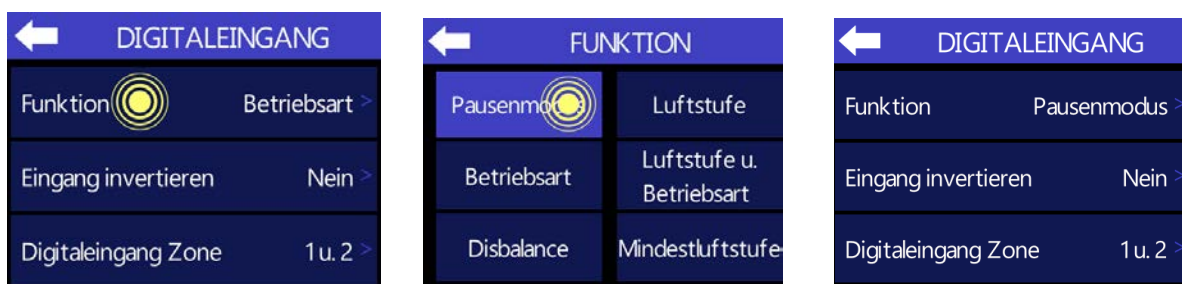 DIGITALEINGANG
Funktion Betriebsart >
Eingang invertieren Nein >
Digitaleingang Zone 1 u. 2 >
FUNKTION
Pausenmodus Luftstufe
Betriebsart Luftstufe u. Betriebsart
Disbalance Mindestluftstufe
DIGITALEINGANG
Funktion Pausenmodus >
Eingang invertieren Nein >
Digitaleingang Zone 1 u. 2 >